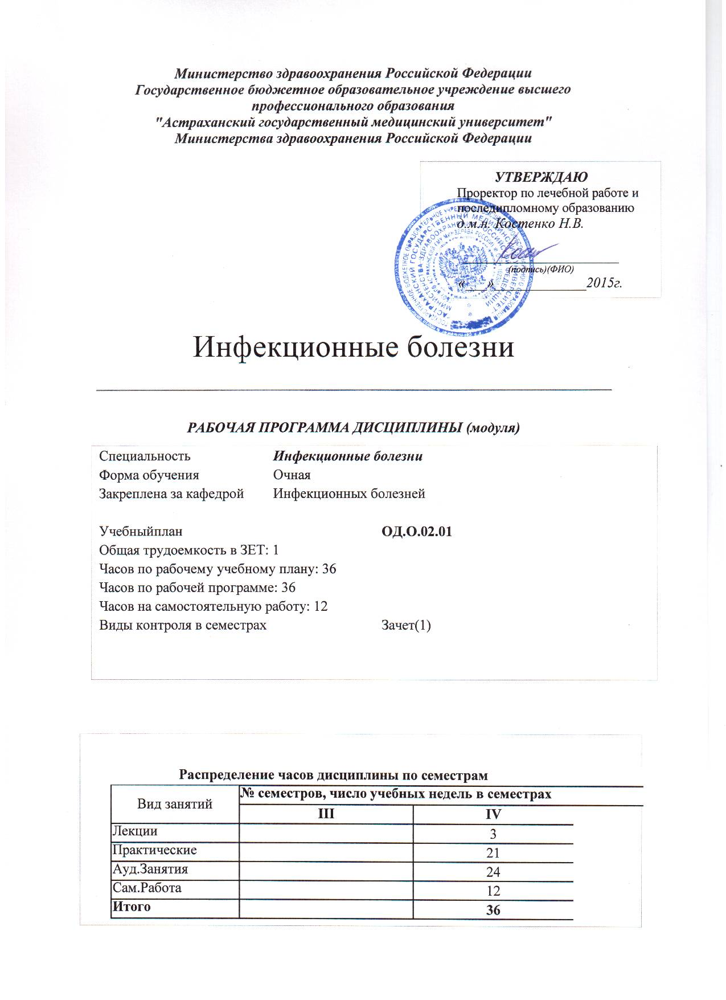 Министерство здравоохранения Российской Федерации
Государственное бюджетное образовательное учреждение высшего
профессионального образования
"Астраханский государственный медицинский университет"
Министерства здравоохранения Российской Федерации
УТВЕРЖДАЮ
Проректор по лечебной работе и
последипломному образованию
д.м.н. Костенко Н.В.
(подпись)(ФИО)
«___»____________2015г.
Инфекционные болезни
РАБОЧАЯ ПРОГРАММА ДИСЦИПЛИНЫ (модуля)
Специальность Инфекционные болезни
Форма обучения Очная
Закреплена за кафедрой Инфекционных болезней
Учебныйплан ОД.О.02.01
Общая трудоемкость в ЗЕТ: 1
Часов по рабочему учебному плану: 36
Часов по рабочей программе: 36
Часов на самостоятельную работу: 12
Виды контроля в семестрах Зачет(1)
Распределение часов дисциплины по семестрам
Вид занятий № семестров, число учебных недель в семестрах
III IV
Лекции 3
Практические 21
Ауд.Занятия 24
Сам.Работа 12
Итого 36